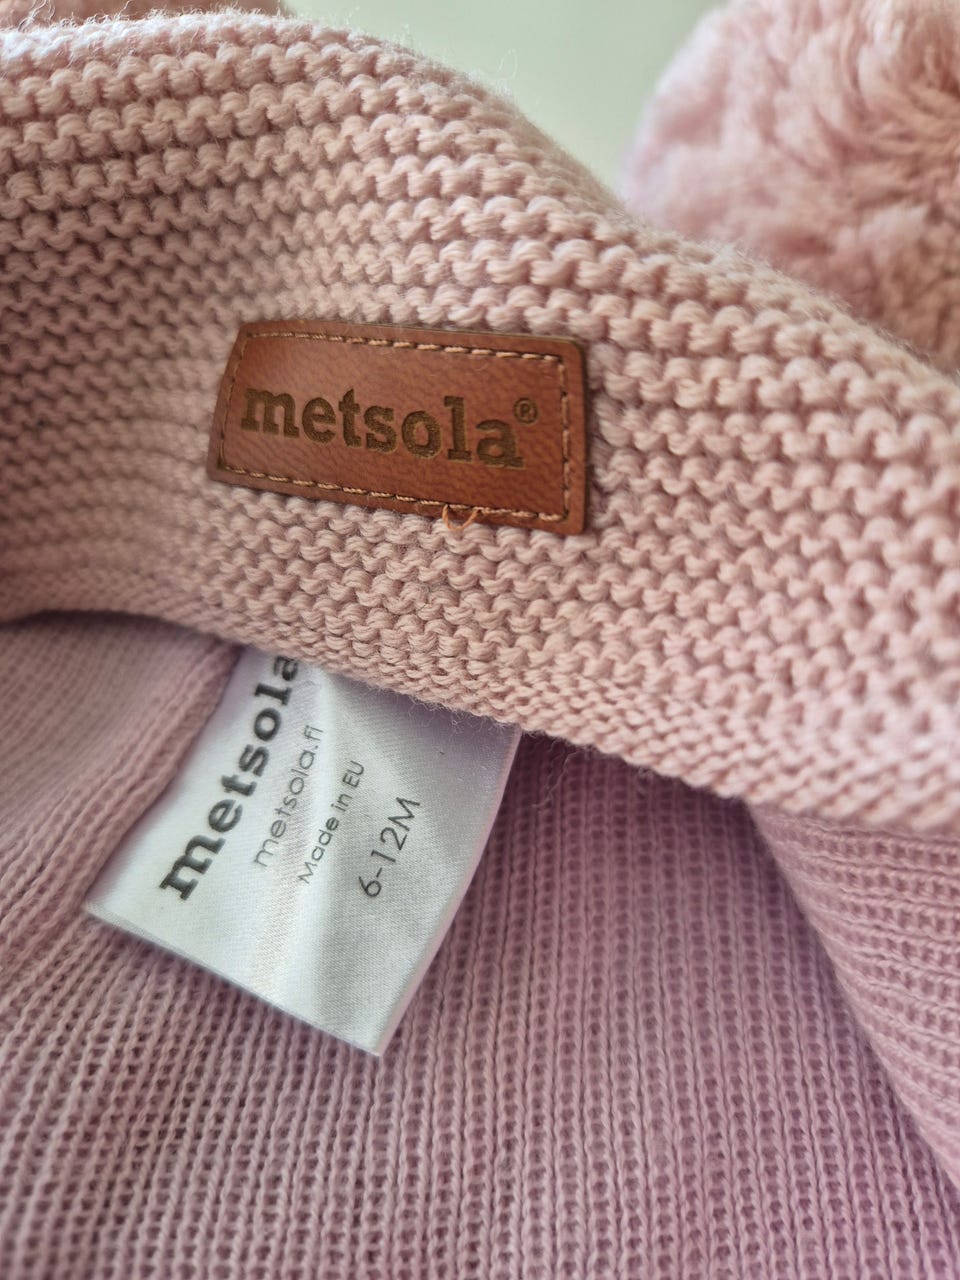 metsola®
metsola
metsola.fi
Made in EU
6-12M